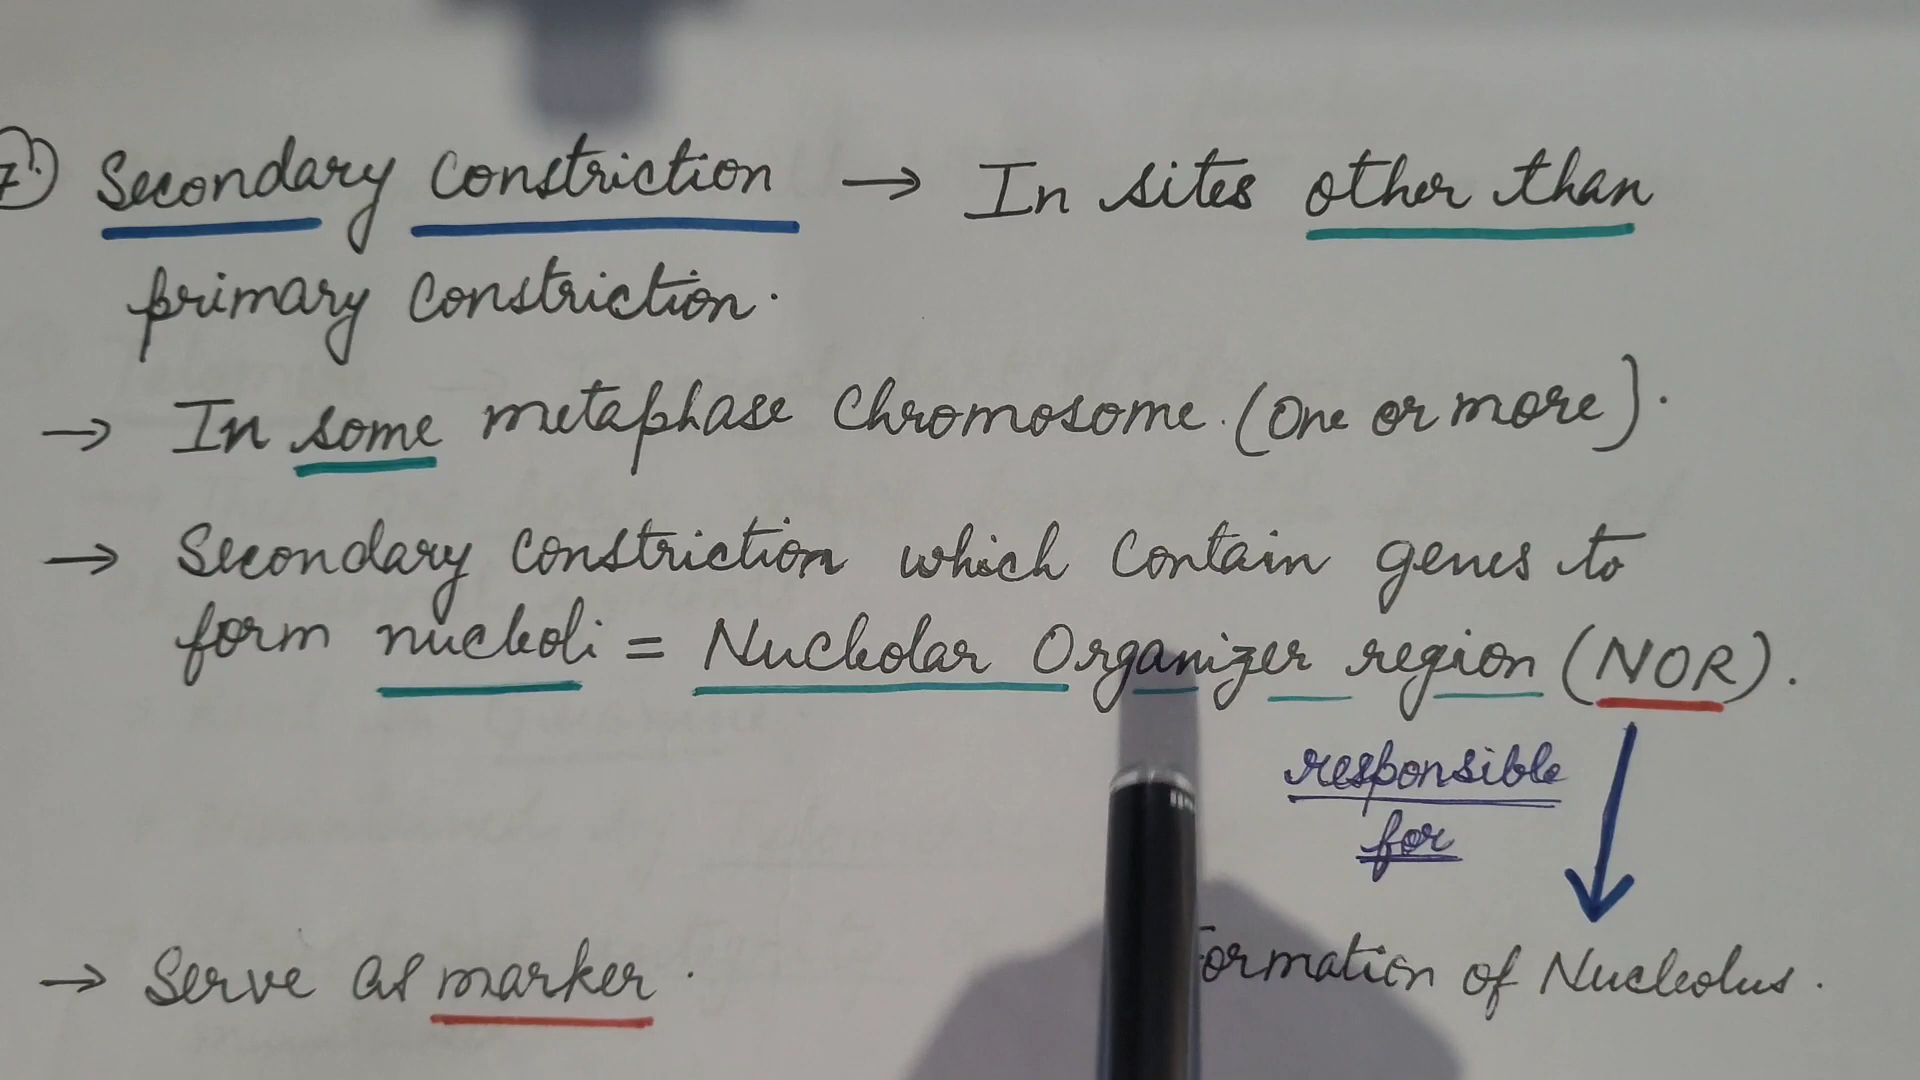 7) Secondary Constriction → In sites other than
primary Constriction.
→ In some metaphase Chromosome. (One or more).
→ Secondary Constriction which Contain genes to
form nucleoli = Nucleolar Organizer region (NOR).
responsible
for
→ Serve as marker.
ormation of Nucleolus.